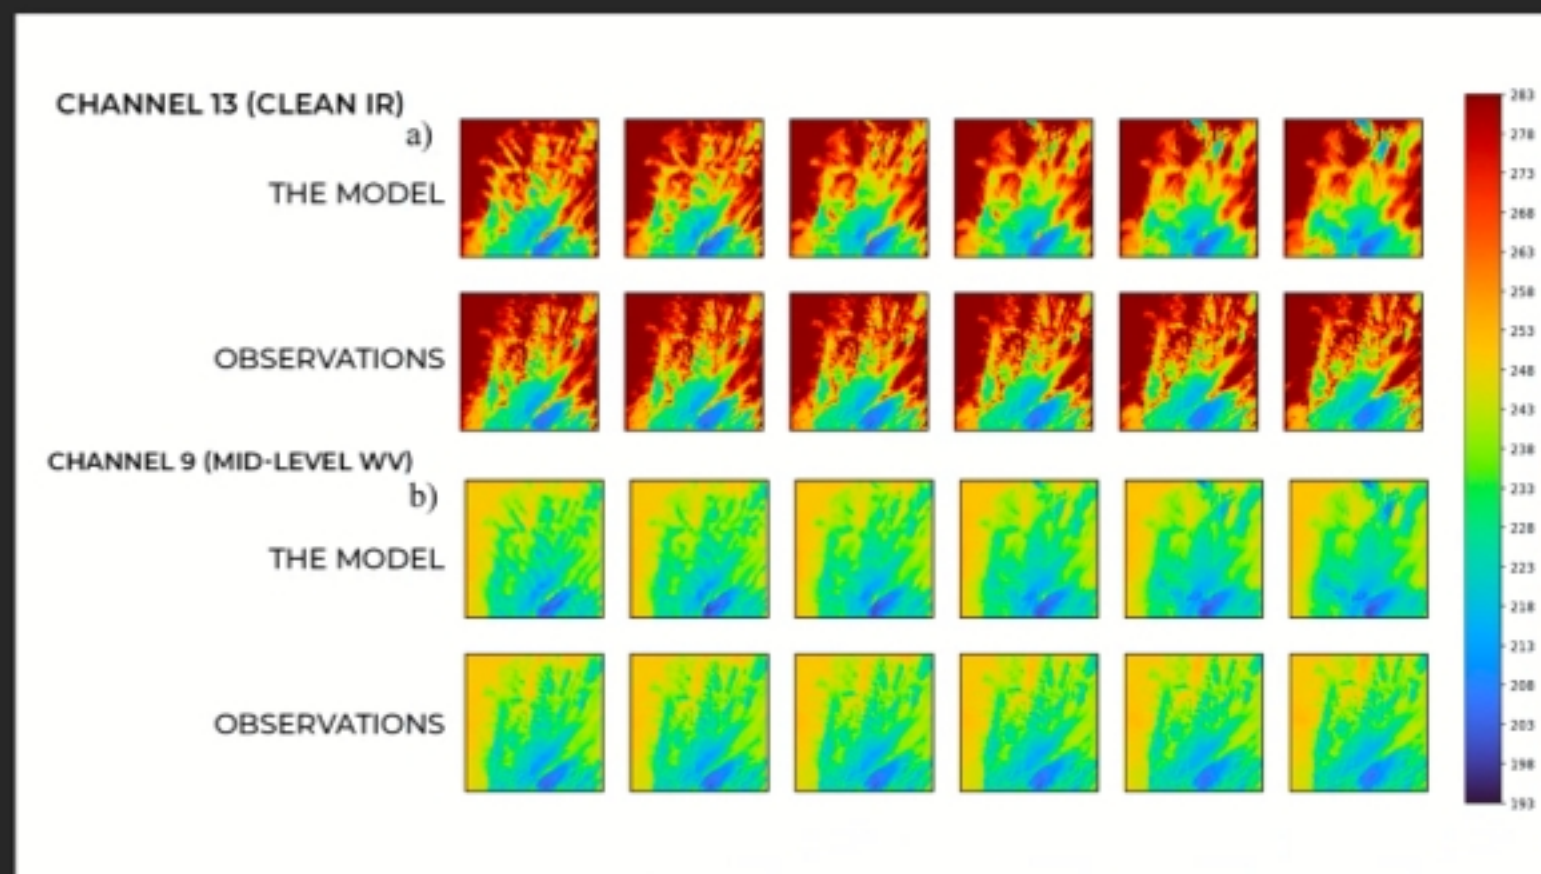 CHANNEL 13 (CLEAN IR)
a)
THE MODEL
OBSERVATIONS
CHANNEL 9 (MID-LEVEL WV)
b)
THE MODEL
OBSERVATIONS
283
278
273
268
263
258
253
248
243
238
233
228
223
218
213
208
203
198
193